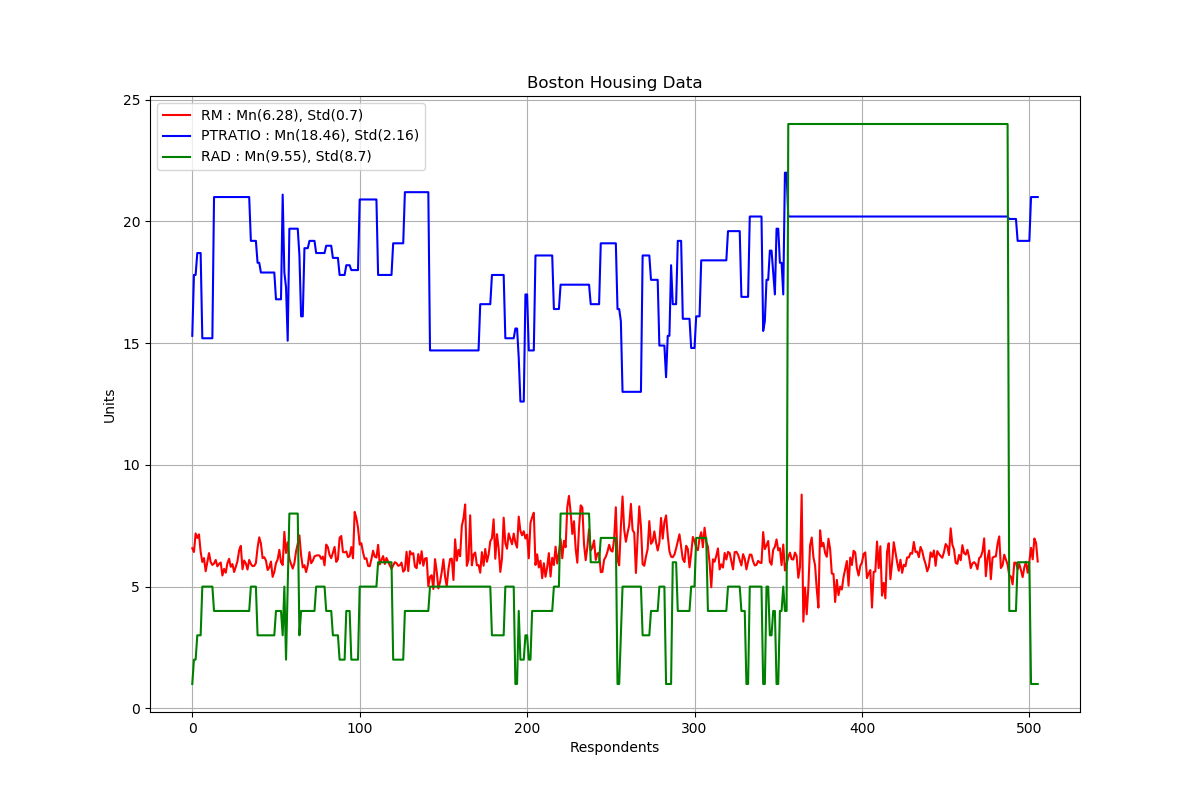 Boston Housing Data
RM : Mn(6.28), Std(0.7)
PTRATIO : Mn(18.46), Std(2.16)
RAD : Mn(9.55), Std(8.7)
25
20
15
10
5
0
Units
0 100 200 300 400 500
Respondents